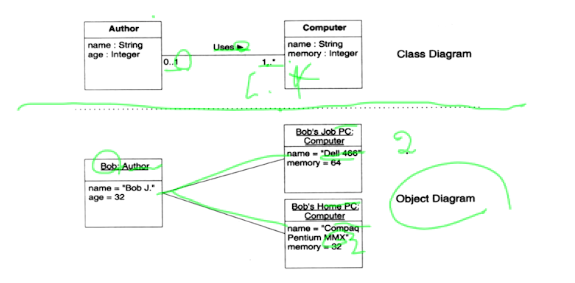 Author
name : String
age : Integer
Uses ►
0..1
1..*
Computer
name : String
memory : Integer
Class Diagram
Bob: Author
name = "Bob J."
age = 32
Bob's Job PC:
Computer
name = "Dell 466"
memory = 64
2
Bob's Home PC:
Computer
name = "Compaq
Pentium MMX"
memory = 32
Object Diagram